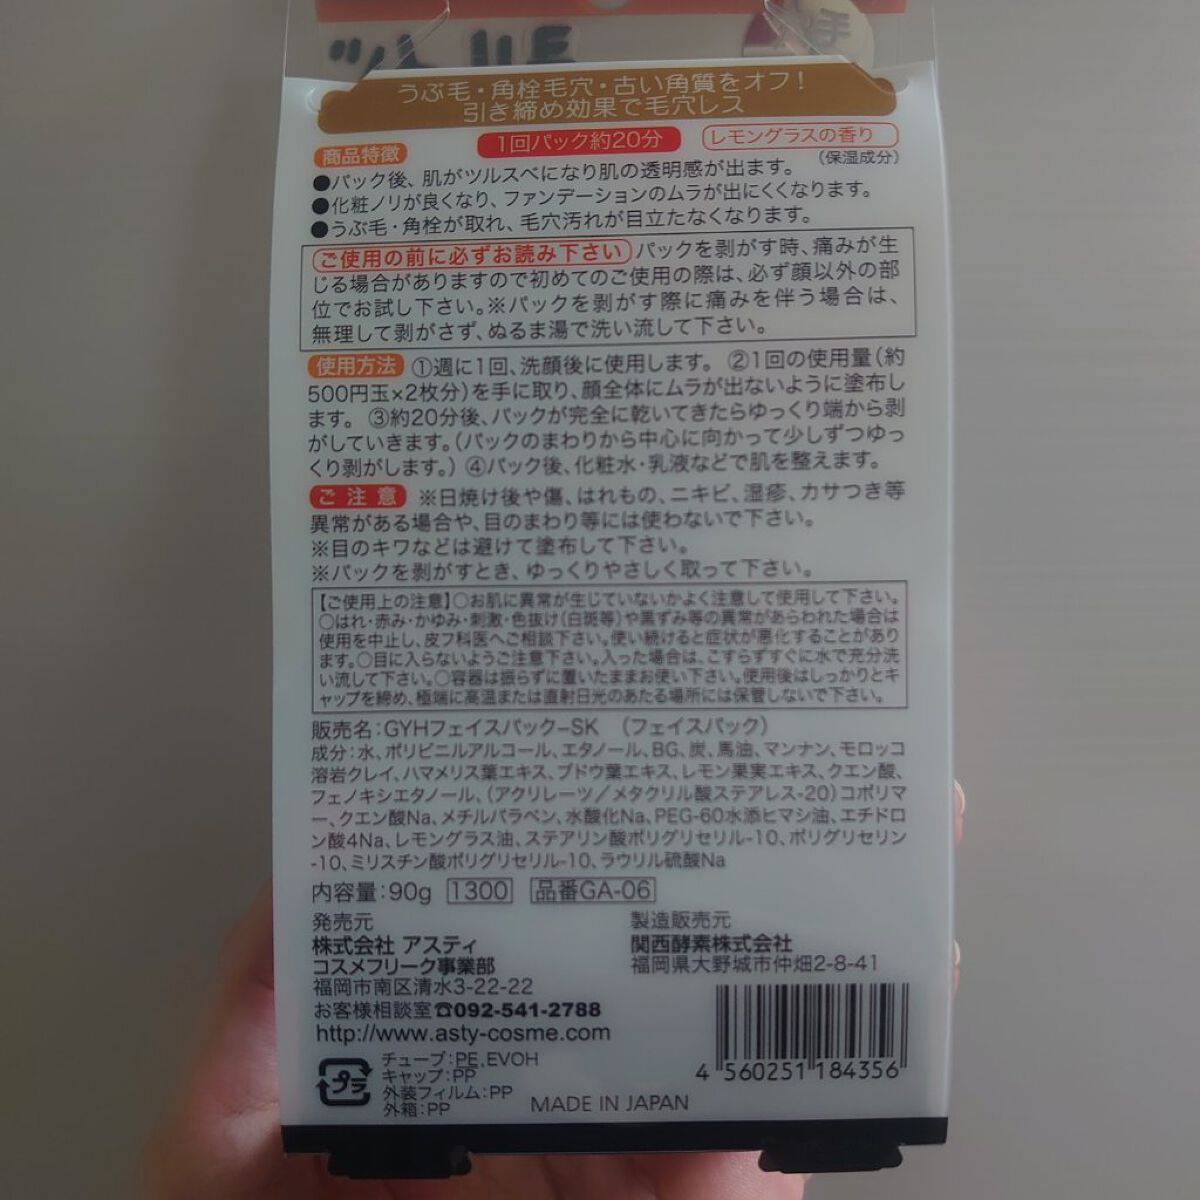 うぶ毛・角栓毛穴・古い角質をオフ!
引き締め効果で毛穴レス
1回パック約20分
レモングラスの香り
(保湿成分)
商品特徴
●パック後、肌がツルスベになり肌の透明感が出ます。
●化粧ノリが良くなり、ファンデーションのムラが出にくくなります。
●うぶ毛・角栓が取れ、毛穴汚れが目立たなくなります。
ご使用の前に必ずお読み下さい パックを剥がす時、痛みが生
じる場合がありますので初めてのご使用の際は、必ず顔以外の部
位でお試し下さい。※パックを剥がす際に痛みを伴う場合は、
無理して剥がさず、ぬるま湯で洗い流して下さい。
使用方法 ①週に1回、洗顔後に使用します。 ②1回の使用量(約
500円玉×2枚分)を手に取り、顔全体にムラが出ないように塗布し
ます。 ③約20分後、パックが完全に乾いてきたらゆっくり端から剥
がしていきます。(パックのまわりから中心に向かって少しずつゆっ
くり剥がします。) ④パック後、化粧水・乳液などで肌を整えます。
ご注意 ※日焼け後や傷、はれもの、ニキビ、湿疹、カサつき等
異常がある場合や、目のまわり等には使わないで下さい。
※目のキワなどは避けて塗布して下さい。
※パックを剥がすとき、ゆっくりやさしく取って下さい。
【ご使用上の注意】○お肌に異常が生じていないかよく注意して使用して下さい。
○はれ・赤み・かゆみ・刺激・色抜け(白斑等)や黒ずみ等の異常があらわれた場合は
使用を中止し、皮フ科医へご相談下さい。使い続けると症状が悪化することがあり
ます。○目に入らないようご注意下さい。入った場合は、こすらずすぐに水で充分洗
い流して下さい。○容器は振らずに置いたままお使い下さい。使用後はしっかりとキ
ャップを締め、極端に高温または直射日光のあたる場所には保管しないで下さい。
販売名:GYHフェイスパック-SK (フェイスパック)
成分:水、ポリビニルアルコール、エタノール、BG、炭、馬油、マンナン、モロッコ
溶岩クレイ、ハマメリス葉エキス、ブドウ葉エキス、レモン果実エキス、クエン酸、
フェノキシエタノール、(アクリレーツ/メタクリル酸ステアレス-20)コポリマ
ー、クエン酸Na、メチルパラベン、水酸化Na、PEG-60水添ヒマシ油、エチドロ
ン酸4Na、レモングラス油、ステアリン酸ポリグリセリル-10、ポリグリセリン
-10、ミリスチン酸ポリグリセリル-10、ラウリル硫酸Na
内容量:90g 1300 品番GA-06
発売元
株式会社 アスティ
コスメフリーク事業部
福岡市南区清水3-22-22
お客様相談室☎092-541-2788
http://www.asty-cosme.com
製造販売元
関西酵素株式会社
福岡県大野城市仲畑2-8-41
4 560251 184356
プラ
チューブ:PE,EVOH
キャップ:PP
外装フィルム:PP
外箱:PP
MADE IN JAPAN